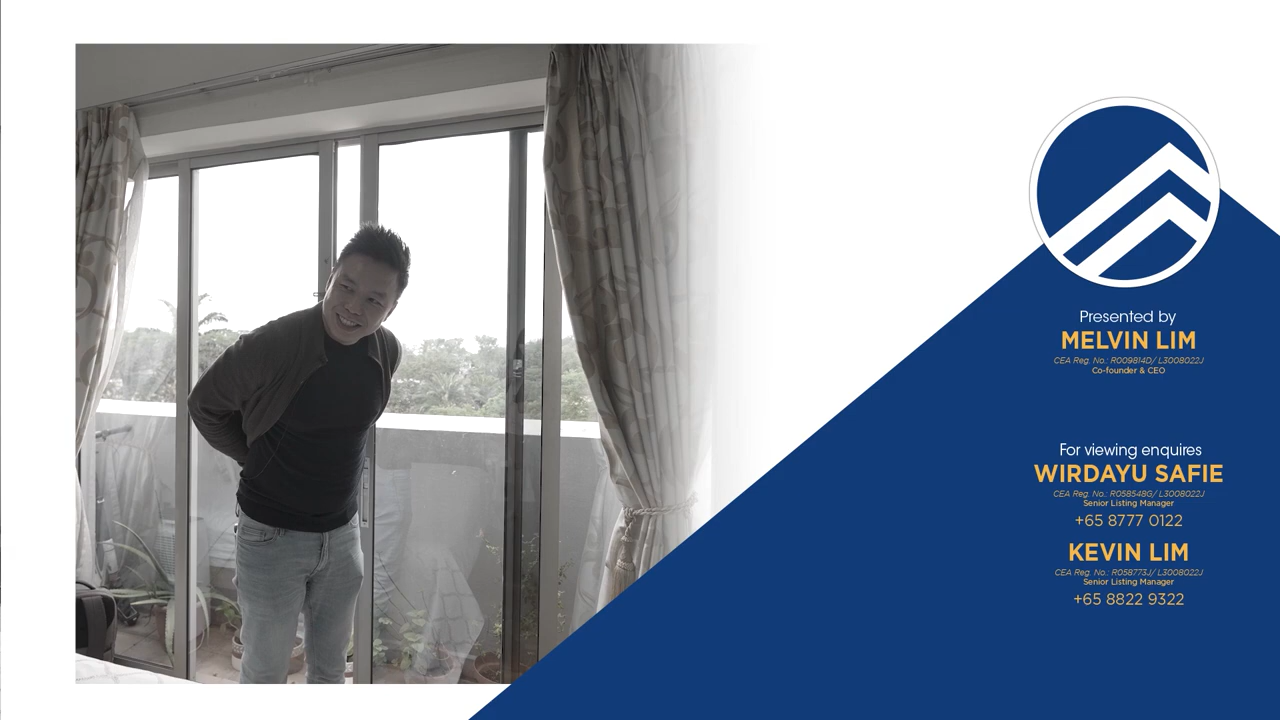 Presented by
MELVIN LIM
CEA Reg. No.: R009814D/ L3008022J
Co-founder & CEO
For viewing enquires
WIRDAYU SAFIE
CEA Reg. No.: R058548G/ L3008022J
Senior Listing Manager
+65 8777 0122
KEVIN LIM
CEA Reg. No.: R058773J/ L3008022J
Senior Listing Manager
+65 8822 9322